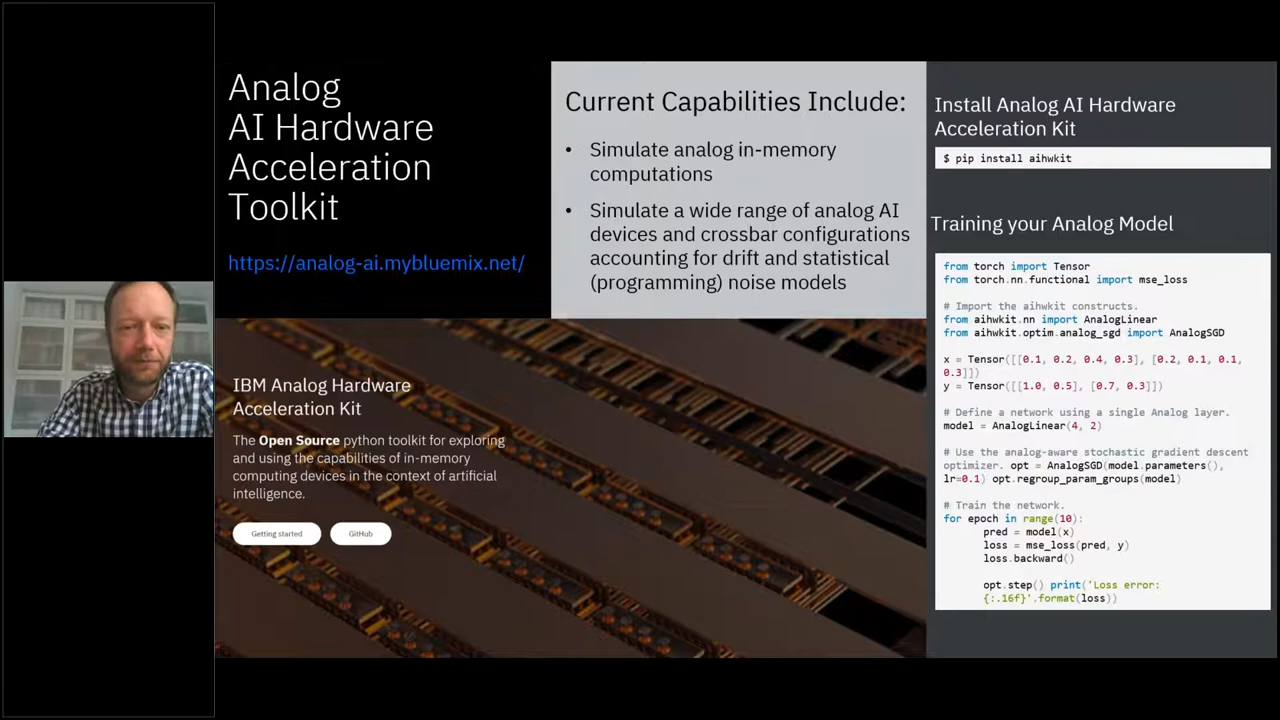 Analog
AI Hardware
Acceleration
Toolkit
https://analog-ai.mybluemix.net/
Current Capabilities Include:
• Simulate analog in-memory
computations
• Simulate a wide range of analog AI
devices and crossbar configurations
accounting for drift and statistical
(programming) noise models
IBM Analog Hardware
Acceleration Kit
The Open Source python toolkit for exploring
and using the capabilities of in-memory
computing devices in the context of artificial
intelligence.
Getting started
GitHub
Install Analog AI Hardware
Acceleration Kit
$ pip install aihwkit
Training your Analog Model
from torch import Tensor
from torch.nn.functional import mse_loss
# Import the aihwkit constructs.
from aihwkit.nn import AnalogLinear
from aihwkit.optim.analog_sgd import AnalogSGD
x = Tensor([[0.1, 0.2, 0.4, 0.3], [0.2, 0.1, 0.1,
0.3]])
y = Tensor([[1.0, 0.5], [0.7, 0.3]])
# Define a network using a single Analog layer.
model = AnalogLinear(4, 2)
# Use the analog-aware stochastic gradient descent
optimizer. opt = AnalogSGD(model.parameters(),
lr=0.1) opt.regroup_param_groups(model)
# Train the network.
for epoch in range(10):
pred = model(x)
loss = mse_loss(pred, y)
loss.backward()
opt.step() print('Loss error:
{:.16f}'.format(loss))